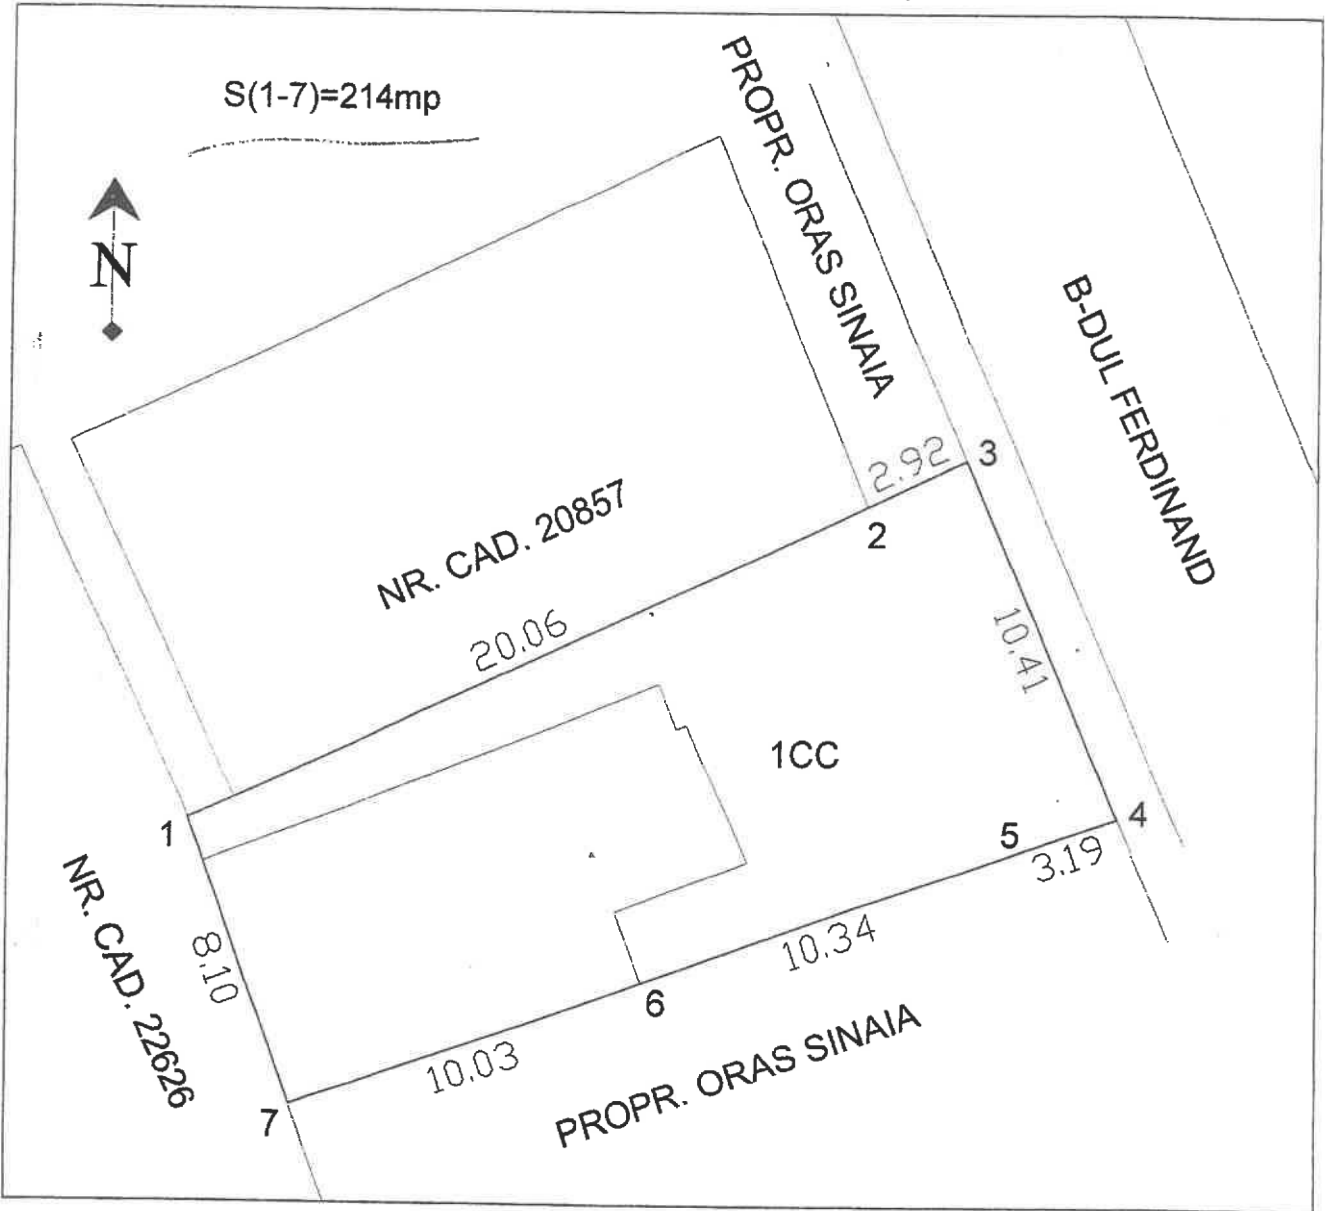 S(1-7)=214mp
N
PROPR. ORAS SINAIA
B-DUL FERDINAND
2.92
3
2
NR. CAD. 20857
20.06
10.41
1CC
1
4
5
3.19
NR. CAD. 22626
8.10
10.34
6
10.03
PROPR. ORAS SINAIA
7